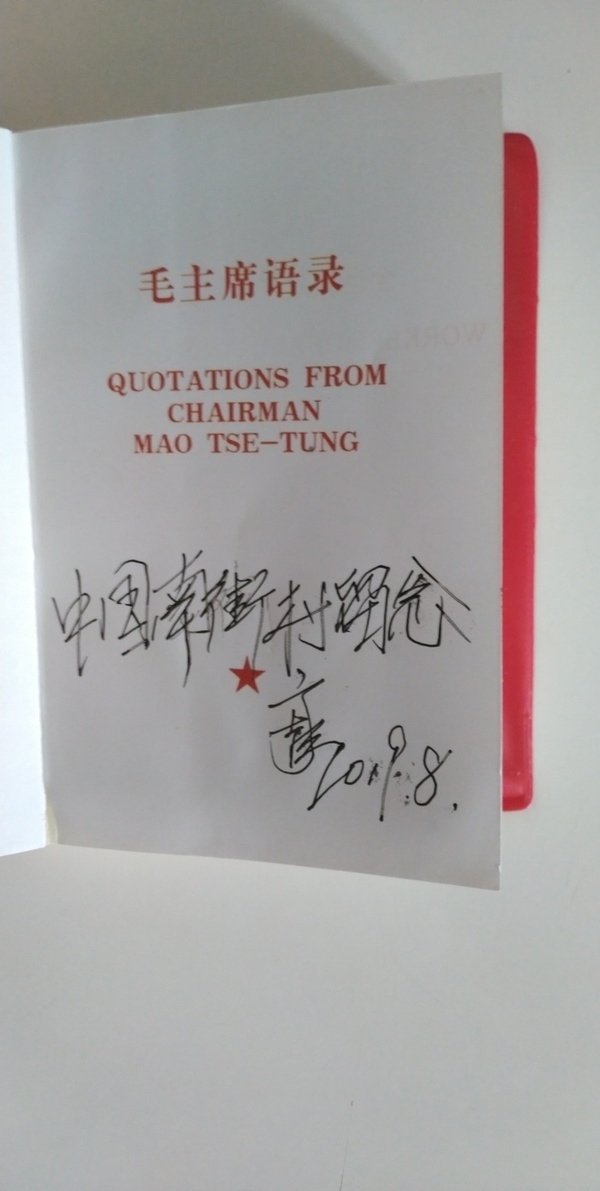 毛主席语录
QUOTATIONS FROM
CHAIRMAN
MAO TSE-TUNG
中国南街村留念
2019.8.